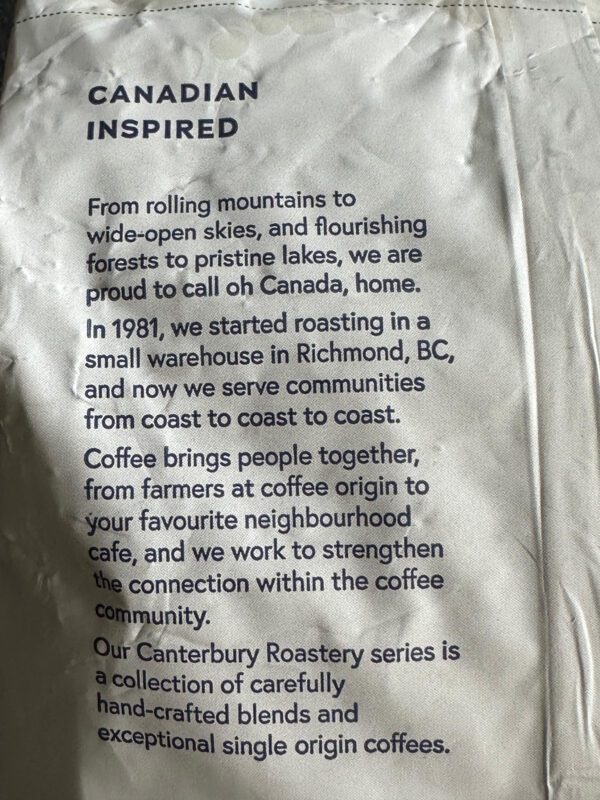 CANADIAN
INSPIRED
From rolling mountains to
wide-open skies, and flourishing
forests to pristine lakes, we are
proud to call oh Canada, home.
In 1981, we started roasting in a
small warehouse in Richmond, BC,
and now we serve communities
from coast to coast to coast.
Coffee brings people together,
from farmers at coffee origin to
your favourite neighbourhood
cafe, and we work to strengthen
the connection within the coffee
community.
Our Canterbury Roastery series is
a collection of carefully
hand-crafted blends and
exceptional single origin coffees.